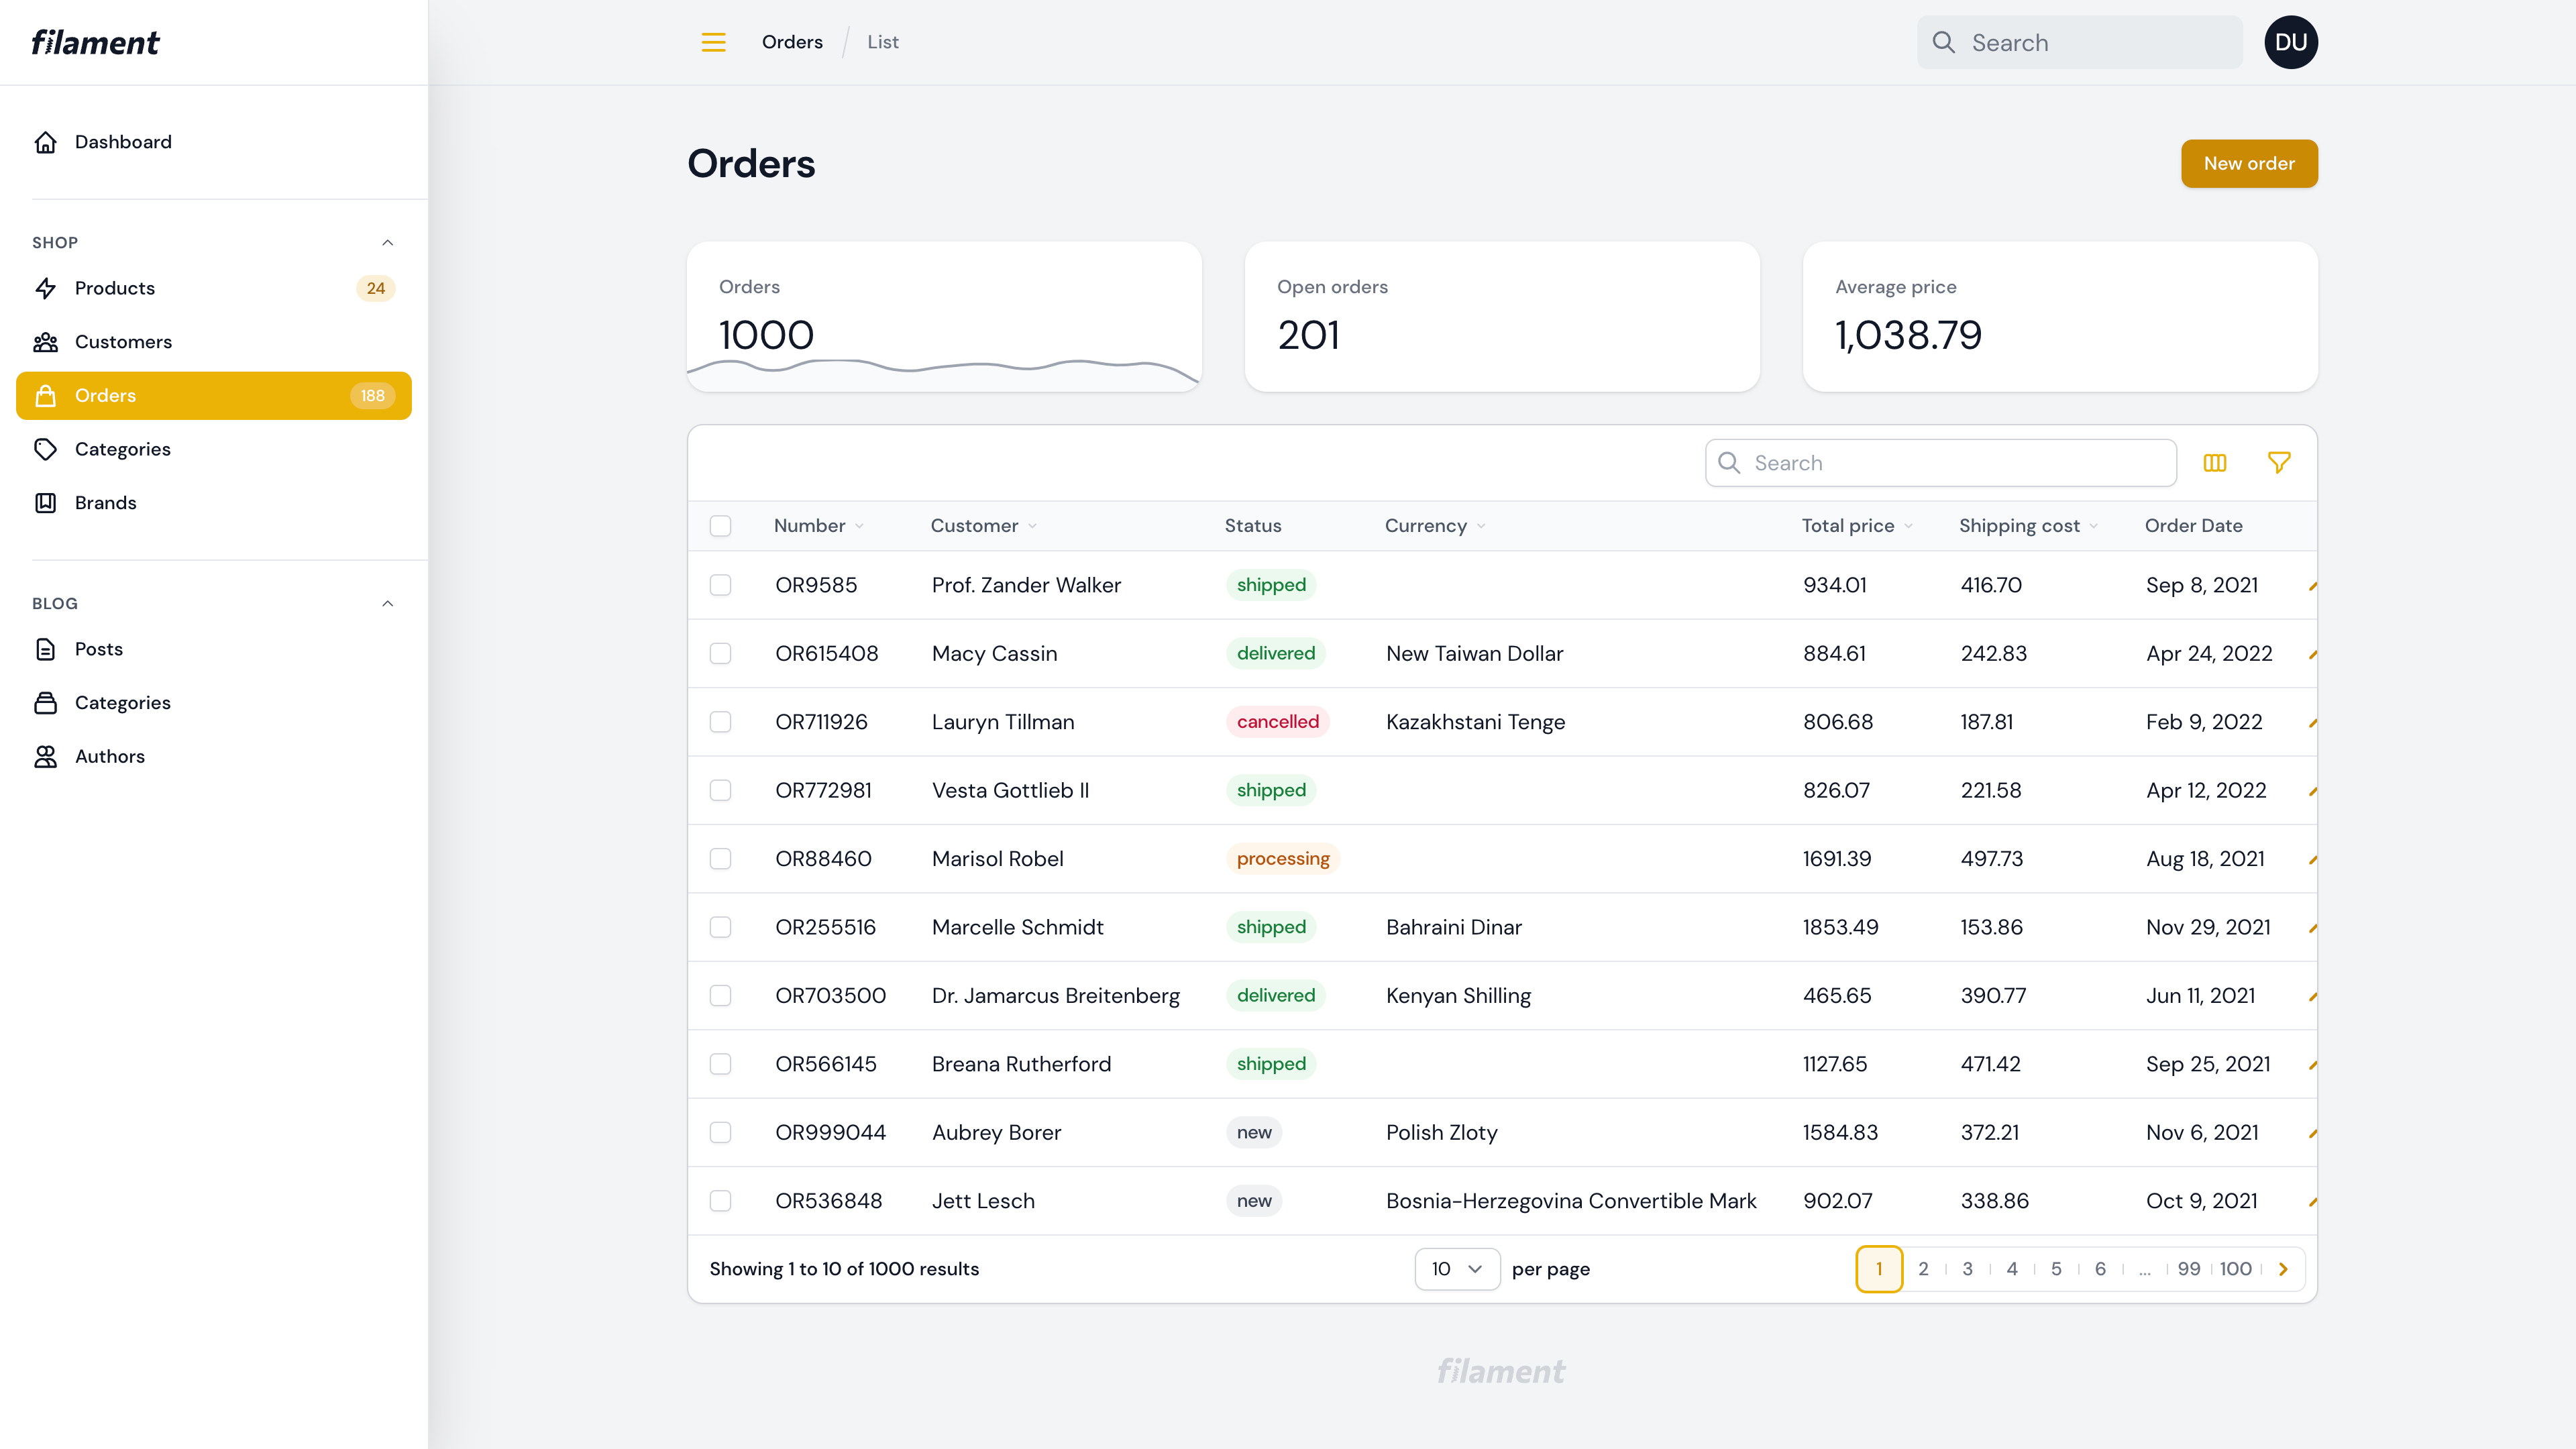 filament
Orders / List
Search
DU
Dashboard
SHOP
Products 24
Customers
Orders 188
Categories
Brands
BLOG
Posts
Categories
Authors
Orders
New order
Orders
1000
Open orders
201
Average price
1,038.79
Search
Number Customer Status Currency Total price Shipping cost Order Date
OR9585 Prof. Zander Walker shipped 934.01 416.70 Sep 8, 2021
OR615408 Macy Cassin delivered New Taiwan Dollar 884.61 242.83 Apr 24, 2022
OR711926 Lauryn Tillman cancelled Kazakhstani Tenge 806.68 187.81 Feb 9, 2022
OR772981 Vesta Gottlieb II shipped 826.07 221.58 Apr 12, 2022
OR88460 Marisol Robel processing 1691.39 497.73 Aug 18, 2021
OR255516 Marcelle Schmidt shipped Bahraini Dinar 1853.49 153.86 Nov 29, 2021
OR703500 Dr. Jamarcus Breitenberg delivered Kenyan Shilling 465.65 390.77 Jun 11, 2021
OR566145 Breana Rutherford shipped 1127.65 471.42 Sep 25, 2021
OR999044 Aubrey Borer new Polish Zloty 1584.83 372.21 Nov 6, 2021
OR536848 Jett Lesch new Bosnia-Herzegovina Convertible Mark 902.07 338.86 Oct 9, 2021
Showing 1 to 10 of 1000 results 10 per page 1 2 3 4 5 6 ... 99 100
filament